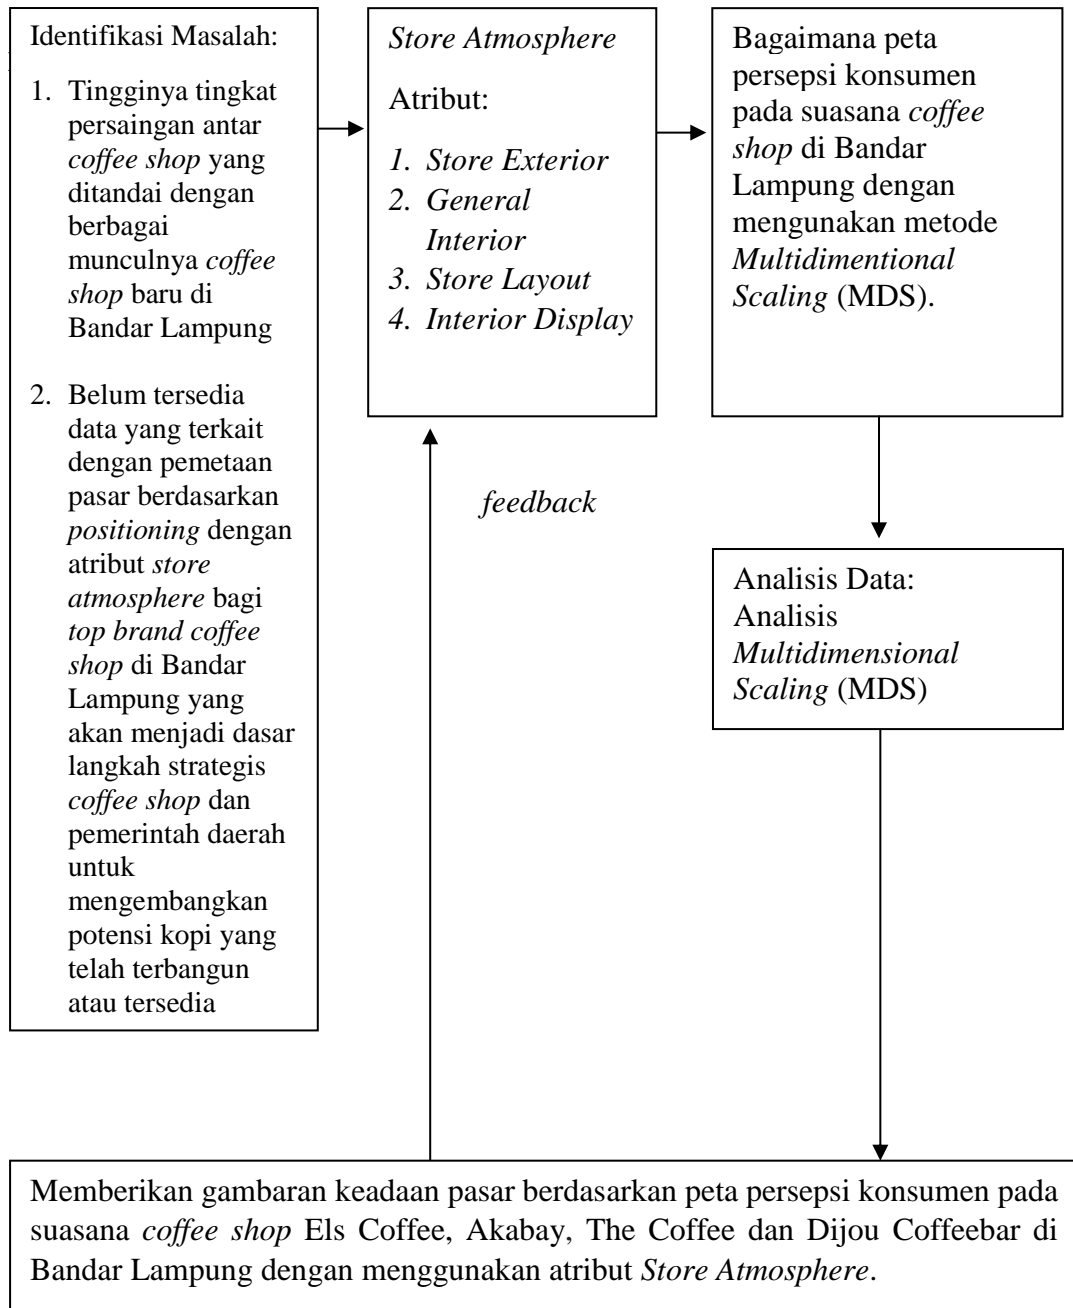 Identifikasi Masalah:
1. Tingginya tingkat
persaingan antar
coffee shop yang
ditandai dengan
berbagai
munculnya coffee
shop baru di
Bandar Lampung
2. Belum tersedia
data yang terkait
dengan pemetaan
pasar berdasarkan
positioning dengan
atribut store
atmosphere bagi
top brand coffee
shop di Bandar
Lampung yang
akan menjadi dasar
langkah strategis
coffee shop dan
pemerintah daerah
untuk
mengembangkan
potensi kopi yang
telah terbangun
atau tersedia
Store Atmosphere
Atribut:
1. Store Exterior
2. General
Interior
3. Store Layout
4. Interior Display
Bagaimana peta
persepsi konsumen
pada suasana coffee
shop di Bandar
Lampung dengan
mengunakan metode
Multidimentional
Scaling (MDS).
feedback
Analisis Data:
Analisis
Multidimensional
Scaling (MDS)
Memberikan gambaran keadaan pasar berdasarkan peta persepsi konsumen pada
suasana coffee shop Els Coffee, Akabay, The Coffee dan Dijou Coffeebar di
Bandar Lampung dengan menggunakan atribut Store Atmosphere.